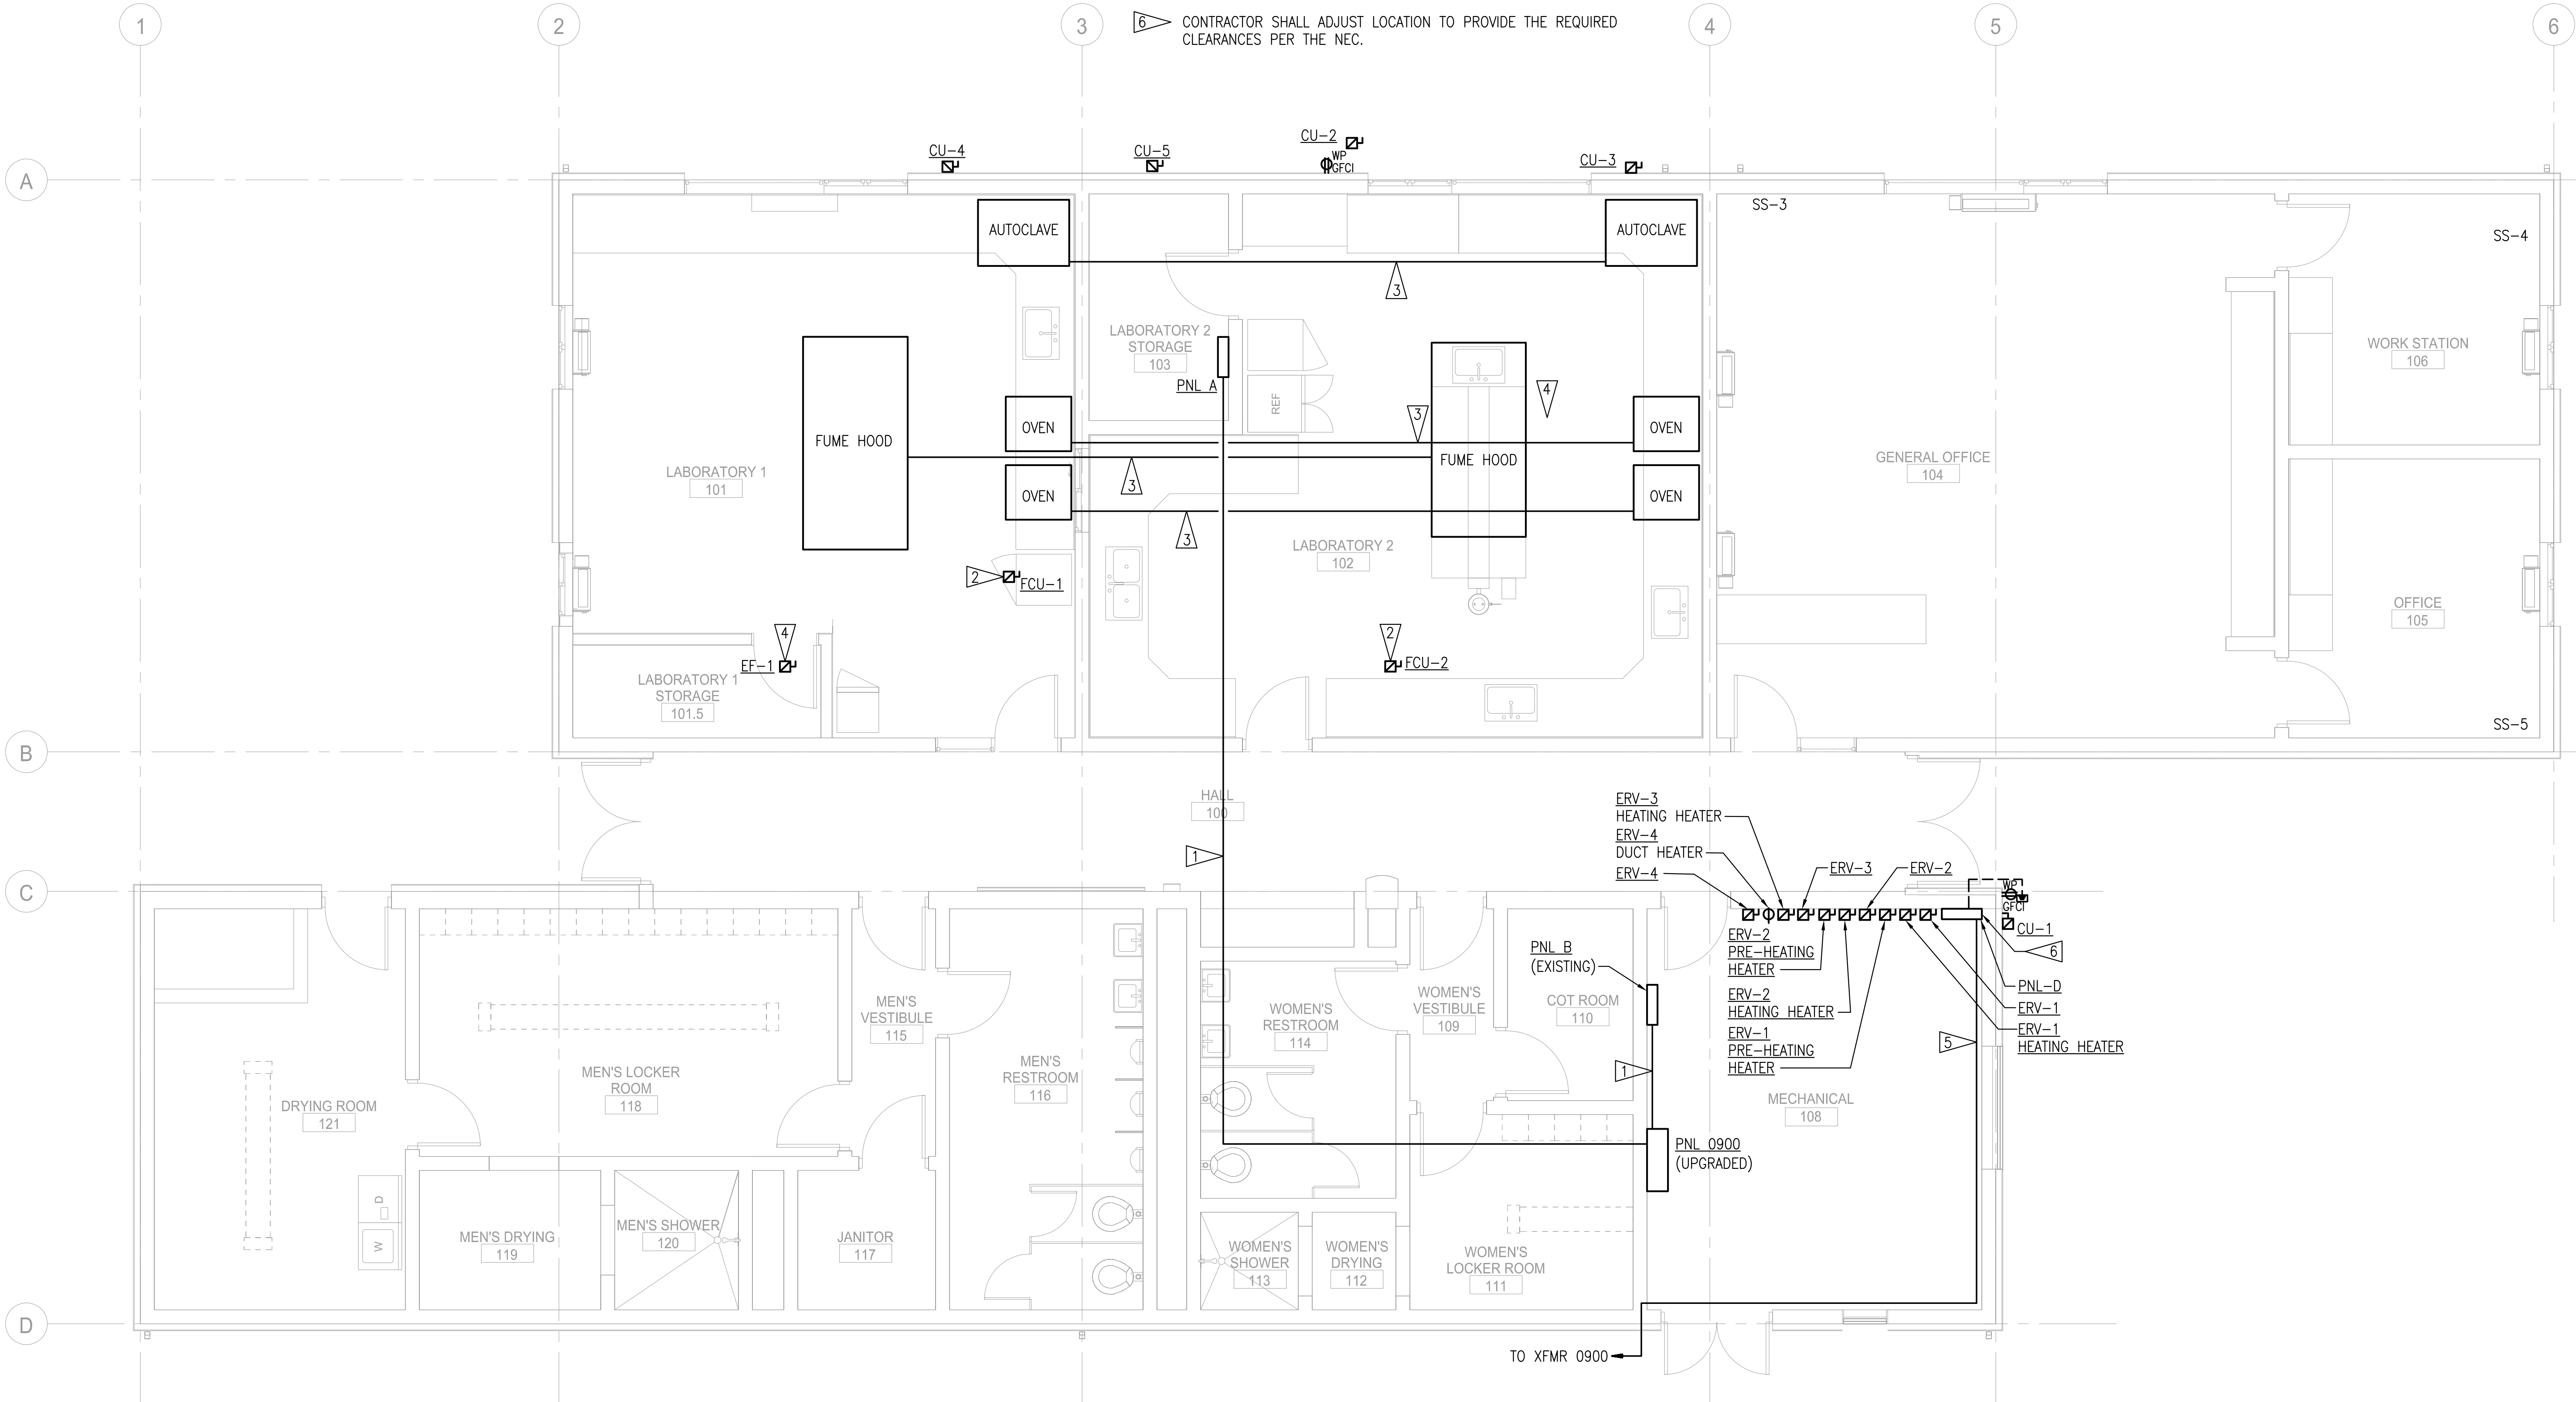 1
2
3
4
5
6
6
CONTRACTOR SHALL ADJUST LOCATION TO PROVIDE THE REQUIRED
CLEARANCES PER THE NEC.
CU-4
CU-5
CU-2
WP
GFCI
CU-3
A
SS-3
SS-4
AUTOCLAVE
AUTOCLAVE
3
LABORATORY 2
STORAGE
103
PNL A
REF
4
WORK STATION
106
FUME HOOD
OVEN
3
OVEN
FUME HOOD
GENERAL OFFICE
104
LABORATORY 1
101
3
OVEN
OVEN
3
LABORATORY 2
102
2
FCU-1
OFFICE
105
4
EF-1
2
FCU-2
LABORATORY 1
STORAGE
101.5
SS-5
B
HALL
100
ERV-3
HEATING HEATER
ERV-4
DUCT HEATER
ERV-4
ERV-3
ERV-2
1
C
WP
GFCI
CU-1
6
ERV-2
PRE-HEATING
HEATER
PNL B
(EXISTING)
PNL-D
ERV-2
HEATING HEATER
ERV-1
ERV-1
HEATING HEATER
ERV-1
PRE-HEATING
HEATER
5
MEN'S
VESTIBULE
115
WOMEN'S
RESTROOM
114
WOMEN'S
VESTIBULE
109
COT ROOM
110
MEN'S LOCKER
ROOM
118
MEN'S
RESTROOM
116
1
DRYING ROOM
121
MECHANICAL
108
PNL 0900
(UPGRADED)
D
W
MEN'S DRYING
119
MEN'S SHOWER
120
JANITOR
117
WOMEN'S
SHOWER
113
WOMEN'S
DRYING
112
WOMEN'S
LOCKER ROOM
111
D
TO XFMR 0900